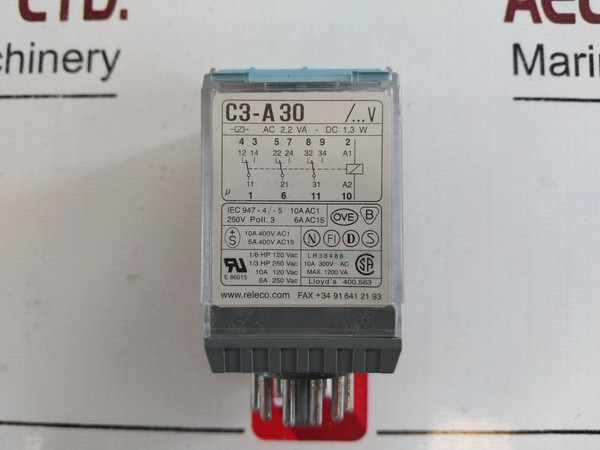 CTD.
chinery
AEC
Marin
C3-A 30 /...V
AC 2,2 VA - DC 1,3 W
4 3 5 7 8 9 2
12 14 22 24 32 34 A1
11 21 31 A2
µ 1 6 11 10
IEC 947-4/-5 10A AC1
250V Poll. 3 6A AC15
OVE B
+ S 10A 400V AC1
5A 400V AC15
N FI D S
1/6 HP 120 Vac
1/3 HP 250 Vac
10A 120 Vac
6A 250 Vac
E 66015
LR38488
10A 300V AC
MAX. 1200 VA
Lloyd's 400.563
www.releco.com FAX +34 91 641 21 93